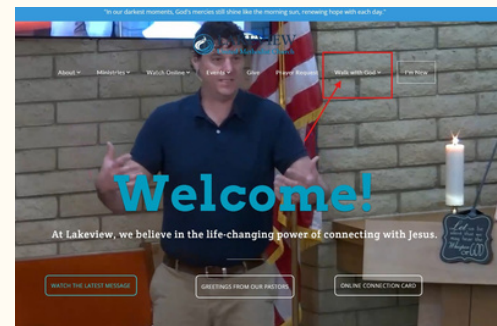 "In our darkest moments, God's mercies still shine like the morning sun, renewing hope with each day."
About Ministries Watch Online Events Give Prayer Request Walk with God I'm New
Welcome!
At Lakeview, we believe in the life-changing power of connecting with Jesus.
WATCH THE LATEST MESSAGE GREETINGS FROM OUR PASTORS ONLINE CONNECTION CARD